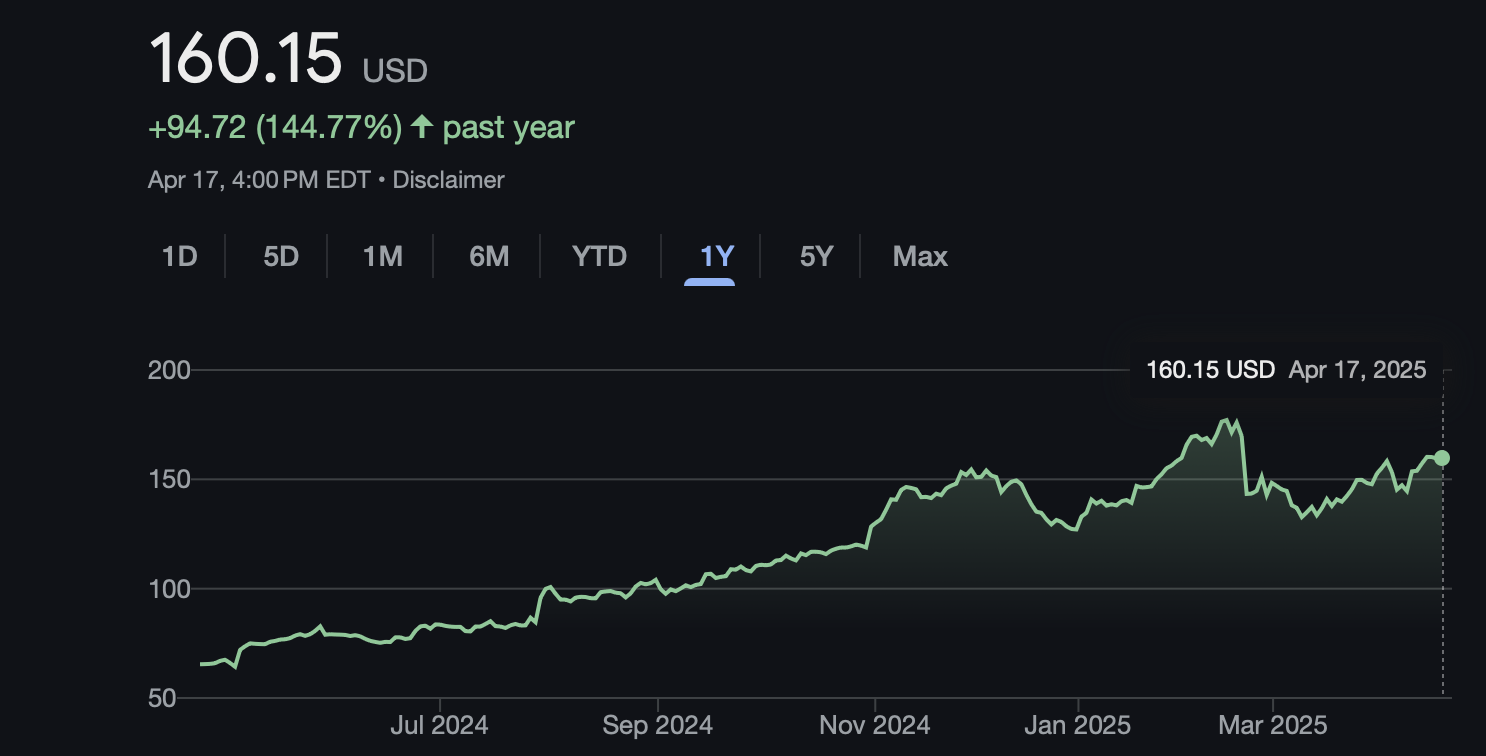 160.15 USD
+94.72 (144.77%) ↑ past year
Apr 17, 4:00 PM EDT • Disclaimer
1D 5D 1M 6M YTD 1Y 5Y Max
200
160.15 USD Apr 17, 2025
150
100
50
Jul 2024 Sep 2024 Nov 2024 Jan 2025 Mar 2025